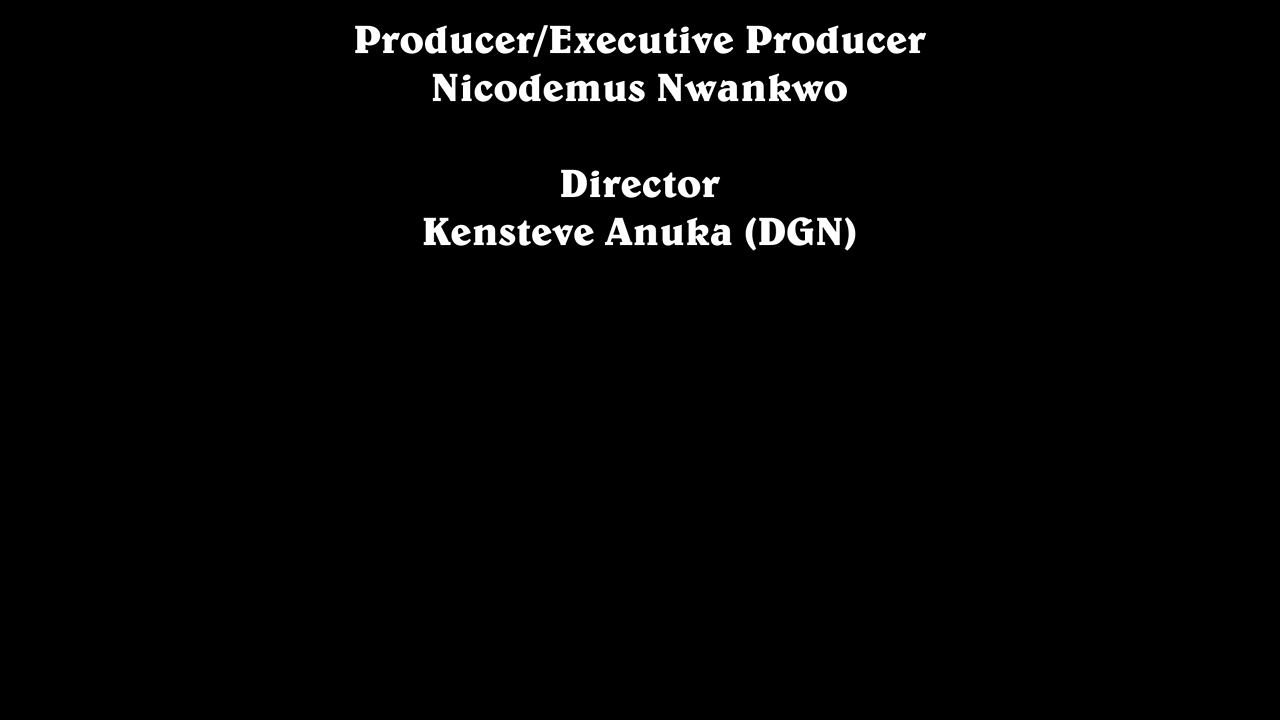 Producer/Executive Producer
Nicodemus Nwankwo
Director
Kensteve Anuka (DGN)